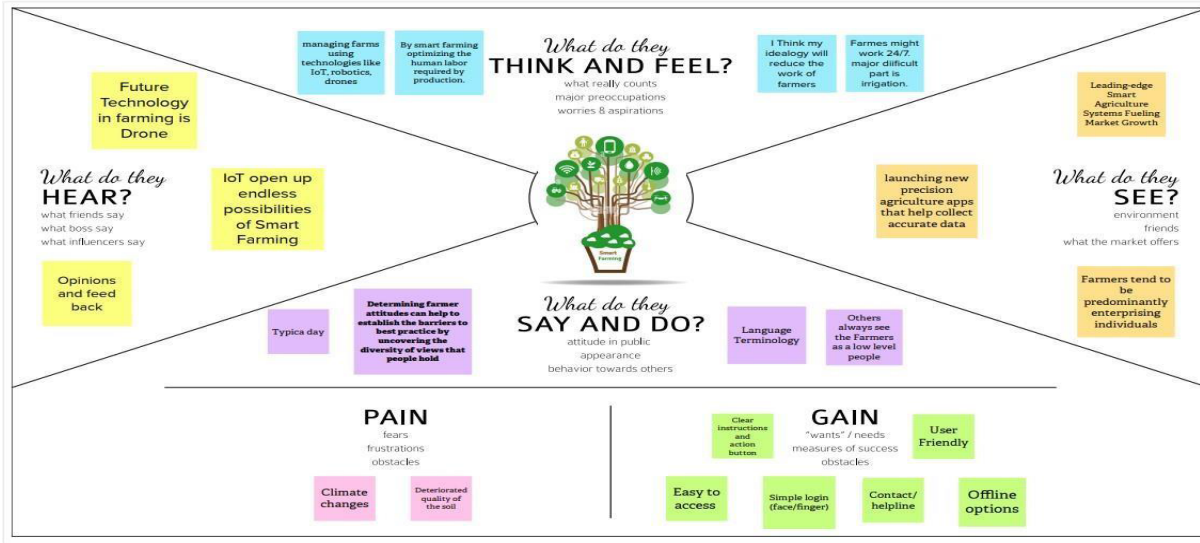 What do they
THINK AND FEEL?
what really counts
major preoccupations
worries & aspirations
managing farms
using
technologies like
IoT, robotics,
drones
By smart farming
optimizing the
human labor
required by
production.
I Think my
idealogy will
reduce the
work of
farmers
Farmes might
work 24/7.
major difficult
part is
irrigation.
What do they
HEAR?
what friends say
what boss say
what influencers say
Future
Technology
in farming is
Drone
IoT open up
endless
possibilities
of Smart
Farming
Opinions
and feed
back
Smart
Farming
What do they
SEE?
environment
friends
what the market offers
Leading-edge
Smart
Agriculture
Systems Fueling
Market Growth
launching new
precision
agriculture apps
that help collect
accurate data
Farmers tend to
be
predominantly
enterprising
individuals
What do they
SAY AND DO?
attitude in public
appearance
behavior towards others
Typica day
Determining farmer
attitudes can help to
establish the barriers to
best practice by
uncovering the
diversity of views that
people hold
Language
Terminology
Others
always see
the Farmers
as a low level
people
PAIN
fears
frustrations
obstacles
Climate
changes
Deteriorated
quality of
the soil
GAIN
"wants" / needs
measures of success
obstacles
Clear
instructions
and
action
button
User
Friendly
Easy to
access
Simple login
(face/finger)
Contact/
helpline
Offline
options